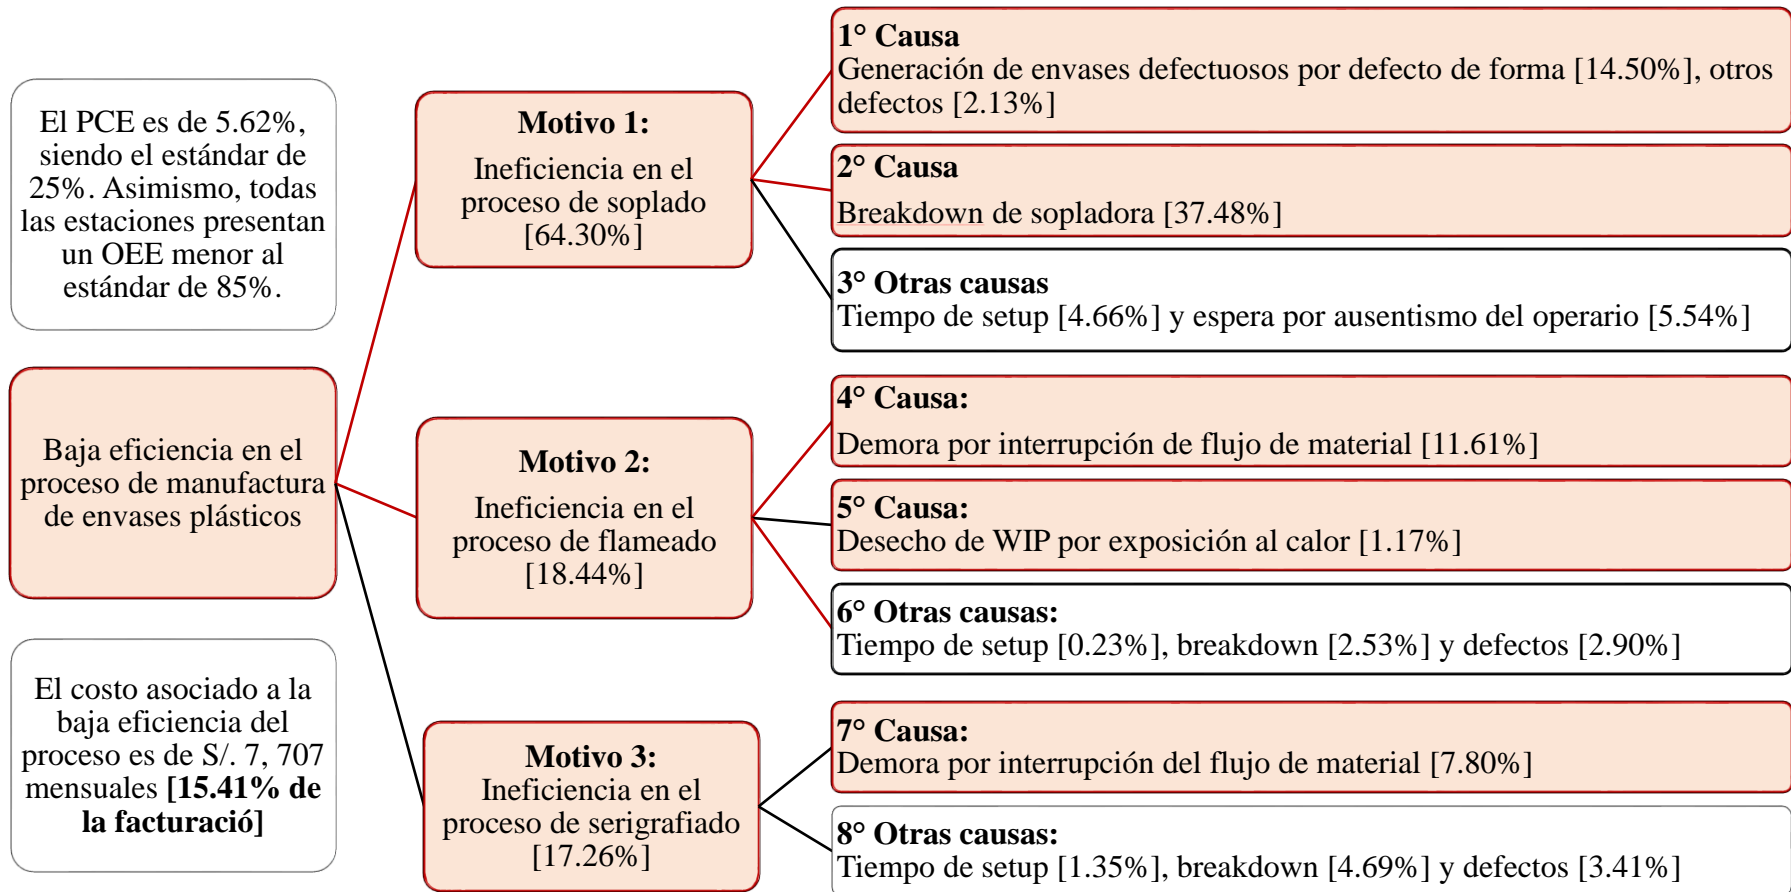 El PCE es de 5.62%,
siendo el estándar de
25%. Asimismo, todas
las estaciones presentan
un OEE menor al
estándar de 85%.
Baja eficiencia en el
proceso de manufactura
de envases plásticos
El costo asociado a la
baja eficiencia del
proceso es de S/. 7, 707
mensuales [15.41% de
la facturació]
Motivo 1:
Ineficiencia en el
proceso de soplado
[64.30%]
Motivo 2:
Ineficiencia en el
proceso de flameado
[18.44%]
Motivo 3:
Ineficiencia en el
proceso de serigrafiado
[17.26%]
1° Causa
Generación de envases defectuosos por defecto de forma [14.50%], otros
defectos [2.13%]
2° Causa
Breakdown de sopladora [37.48%]
3° Otras causas
Tiempo de setup [4.66%] y espera por ausentismo del operario [5.54%]
4° Causa:
Demora por interrupción de flujo de material [11.61%]
5° Causa:
Desecho de WIP por exposición al calor [1.17%]
6° Otras causas:
Tiempo de setup [0.23%], breakdown [2.53%] y defectos [2.90%]
7° Causa:
Demora por interrupción del flujo de material [7.80%]
8° Otras causas:
Tiempo de setup [1.35%], breakdown [4.69%] y defectos [3.41%]